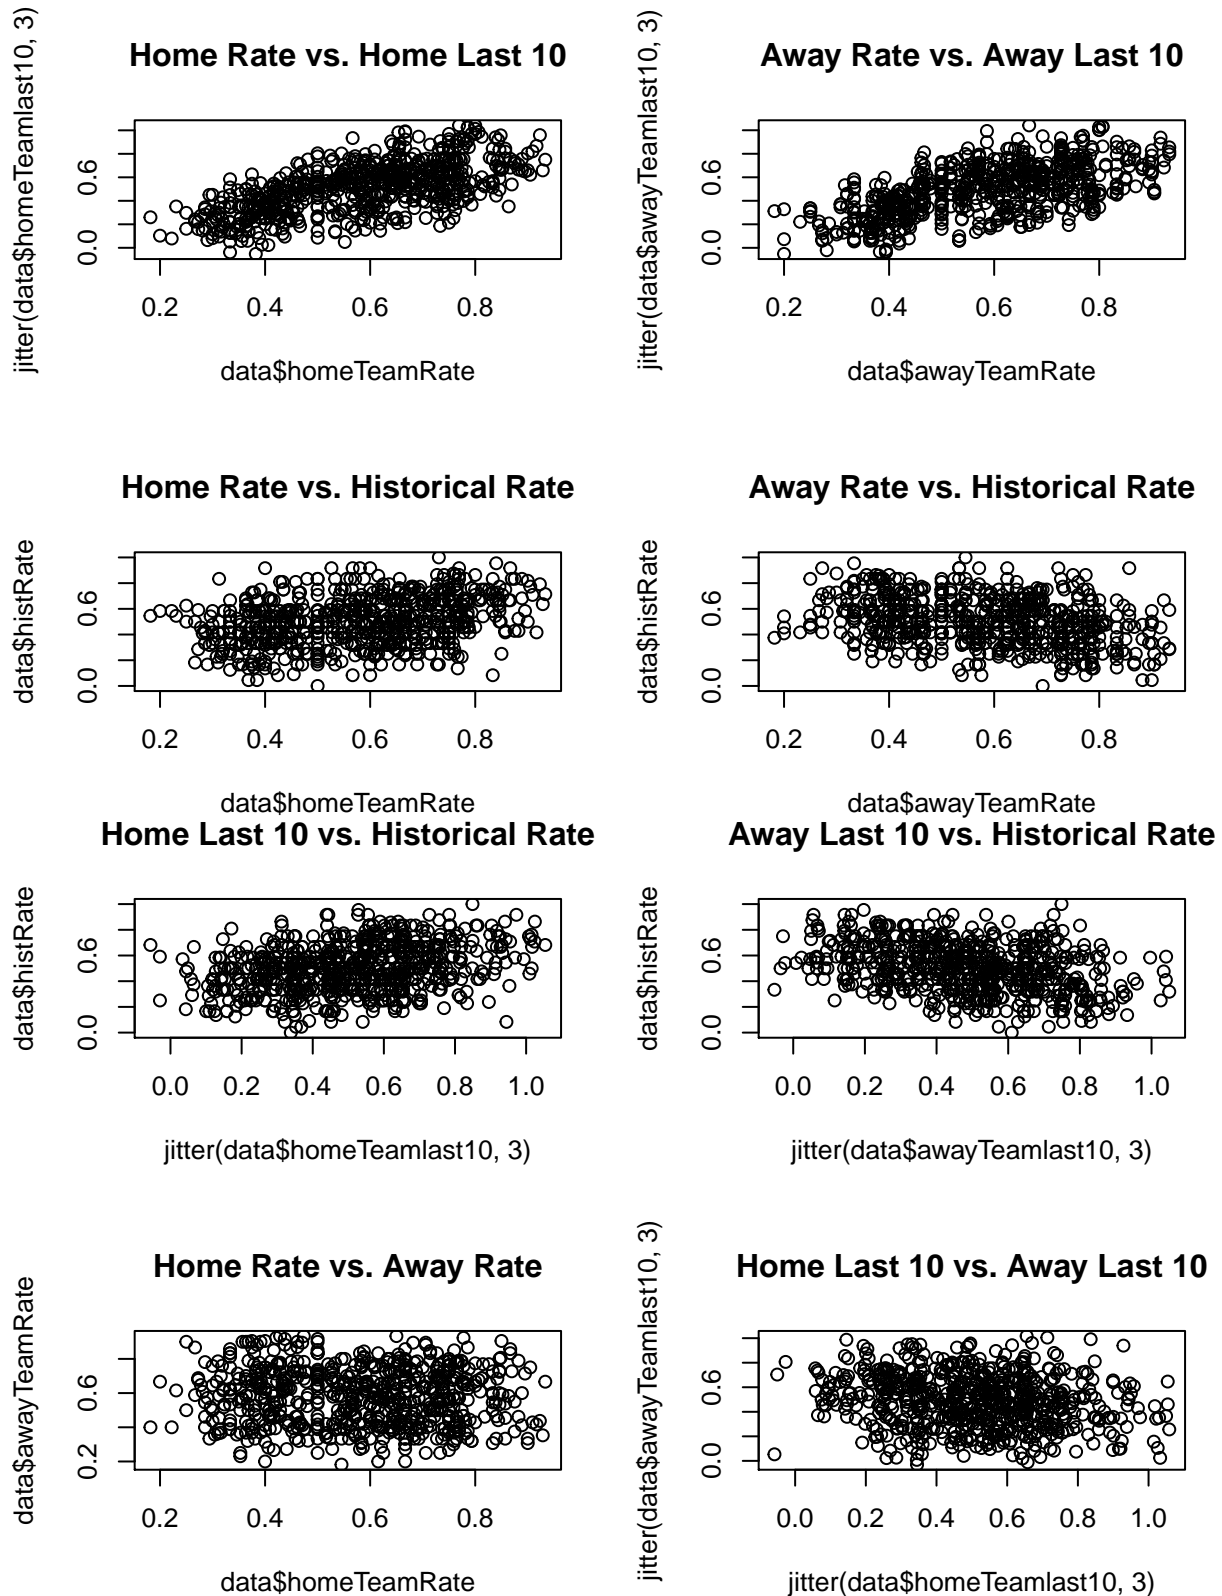 Home Rate vs. Home Last 10
jitter(data$homeTeamlast10, 3)
0.0 0.6
0.2 0.4 0.6 0.8
data$homeTeamRate
Away Rate vs. Away Last 10
jitter(data$awayTeamlast10, 3)
0.0 0.6
0.2 0.4 0.6 0.8
data$awayTeamRate
Home Rate vs. Historical Rate
data$histRate
0.0 0.6
0.2 0.4 0.6 0.8
data$homeTeamRate
Away Rate vs. Historical Rate
data$histRate
0.0 0.6
0.2 0.4 0.6 0.8
data$awayTeamRate
Home Last 10 vs. Historical Rate
data$histRate
0.0 0.6
0.0 0.2 0.4 0.6 0.8 1.0
jitter(data$homeTeamlast10, 3)
Away Last 10 vs. Historical Rate
data$histRate
0.0 0.6
0.0 0.2 0.4 0.6 0.8 1.0
jitter(data$awayTeamlast10, 3)
Home Rate vs. Away Rate
data$awayTeamRate
0.2 0.6
0.2 0.4 0.6 0.8
data$homeTeamRate
Home Last 10 vs. Away Last 10
jitter(data$awayTeamlast10, 3)
0.0 0.6
0.0 0.2 0.4 0.6 0.8 1.0
jitter(data$homeTeamlast10, 3)